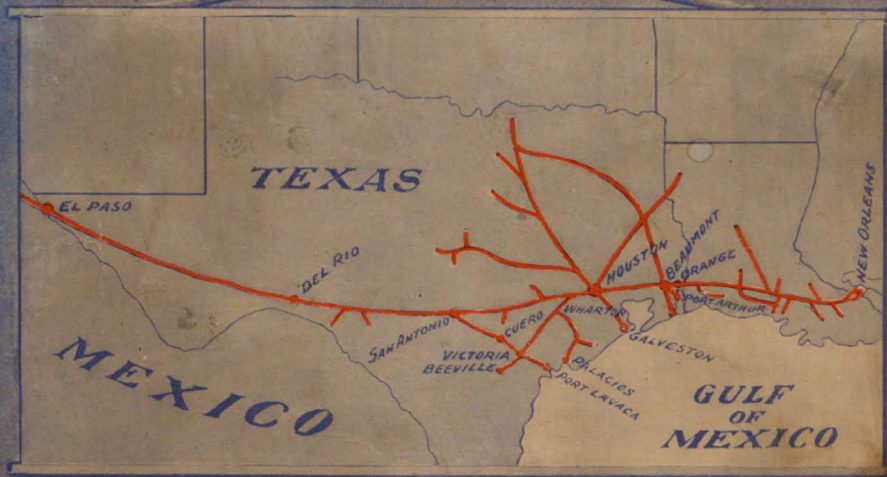 TEXAS
EL PASO
DEL RIO
SAN ANTONIO
CUERO
VICTORIA
BEEVILLE
WHARTON
HOUSTON
BEAUMONT
ORANGE
PORT ARTHUR
NEW ORLEANS
GALVESTON
PALACIOS
PORT LAVACA
MEXICO
GULF
OF
MEXICO